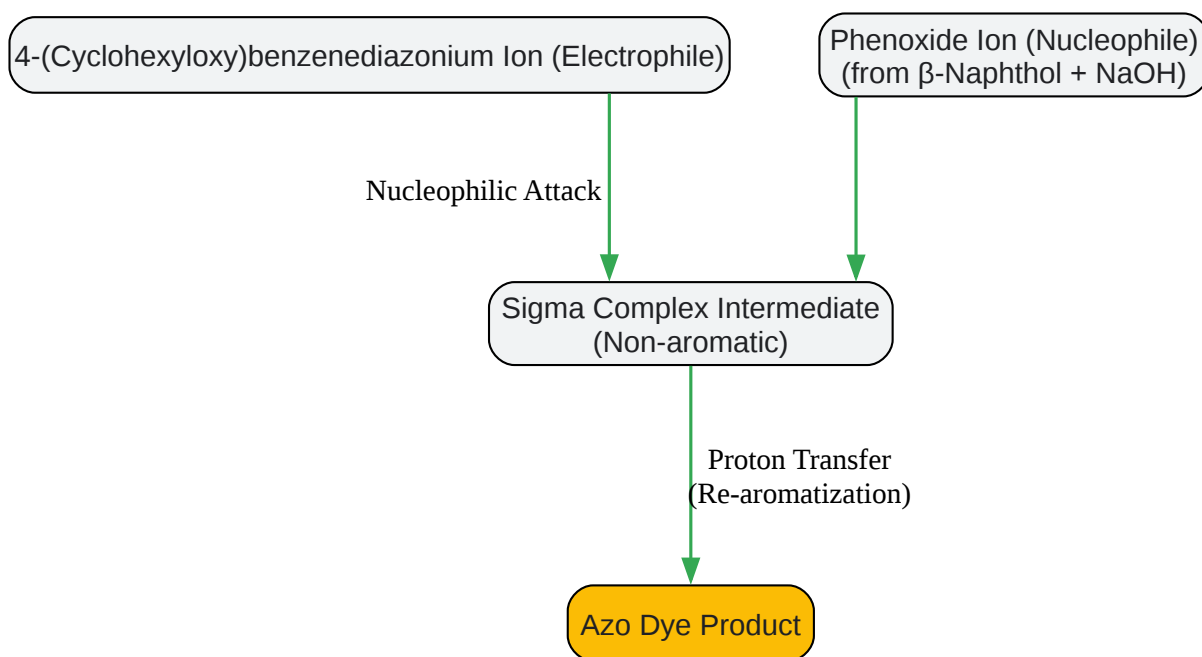 4-(Cyclohexyloxy)benzenediazonium Ion (Electrophile)
Phenoxide Ion (Nucleophile)
(from β-Naphthol + NaOH)
Nucleophilic Attack
Sigma Complex Intermediate
(Non-aromatic)
Proton Transfer
(Re-aromatization)
Azo Dye Product